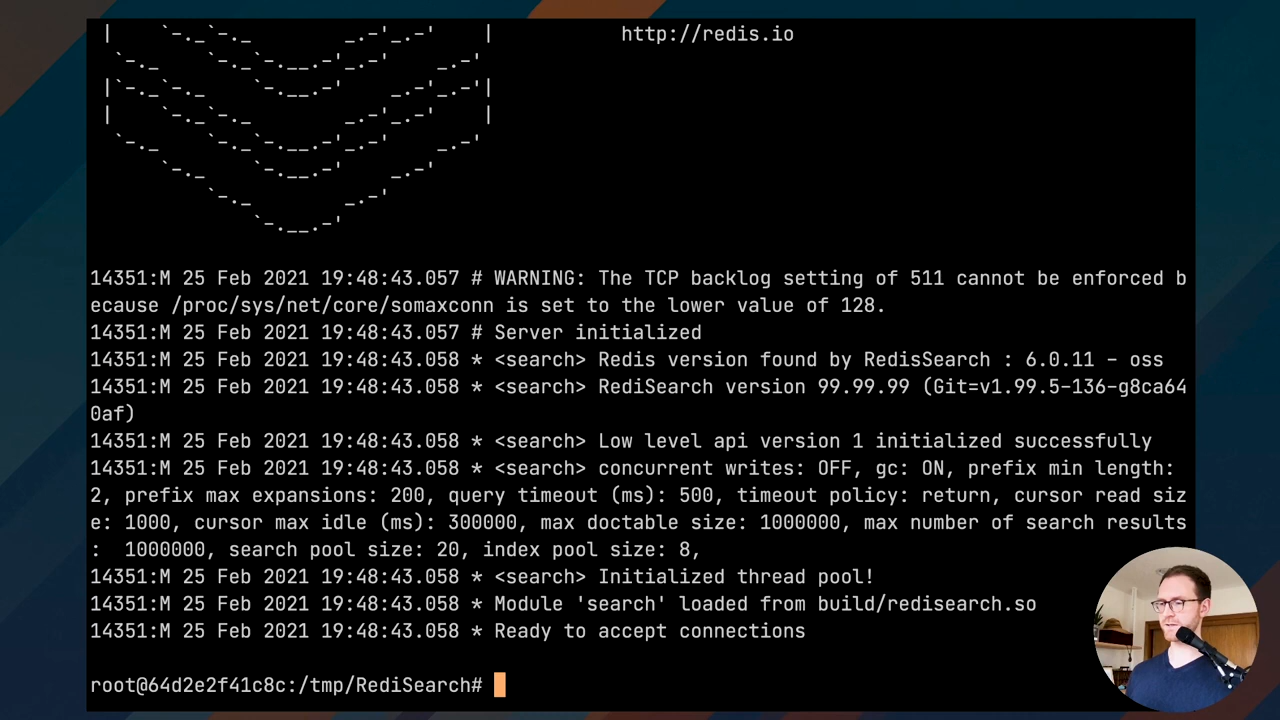 |    `-._`-._        _.-'_.-'    |           http://redis.io
 `-._    `-._`-.__.-'_.-'    _.-'
|`-._`-._    `-.__.-'    _.-'_.-'|
|    `-._`-._        _.-'_.-'    |
 `-._    `-._`-.__.-'_.-'    _.-'
     `-._    `-.__.-'    _.-'
         `-._        _.-'
             `-.__.-'
14351:M 25 Feb 2021 19:48:43.057 # WARNING: The TCP backlog setting of 511 cannot be enforced b
ecause /proc/sys/net/core/somaxconn is set to the lower value of 128.
14351:M 25 Feb 2021 19:48:43.057 # Server initialized
14351:M 25 Feb 2021 19:48:43.058 * <search> Redis version found by RedisSearch : 6.0.11 - oss
14351:M 25 Feb 2021 19:48:43.058 * <search> RediSearch version 99.99.99 (Git=v1.99.5-136-g8ca64
0af)
14351:M 25 Feb 2021 19:48:43.058 * <search> Low level api version 1 initialized successfully
14351:M 25 Feb 2021 19:48:43.058 * <search> concurrent writes: OFF, gc: ON, prefix min length:
2, prefix max expansions: 200, query timeout (ms): 500, timeout policy: return, cursor read siz
e: 1000, cursor max idle (ms): 300000, max doctable size: 1000000, max number of search results
:  1000000, search pool size: 20, index pool size: 8,
14351:M 25 Feb 2021 19:48:43.058 * <search> Initialized thread pool!
14351:M 25 Feb 2021 19:48:43.058 * Module 'search' loaded from build/redisearch.so
14351:M 25 Feb 2021 19:48:43.058 * Ready to accept connections
root@64d2e2f41c8c:/tmp/RediSearch#